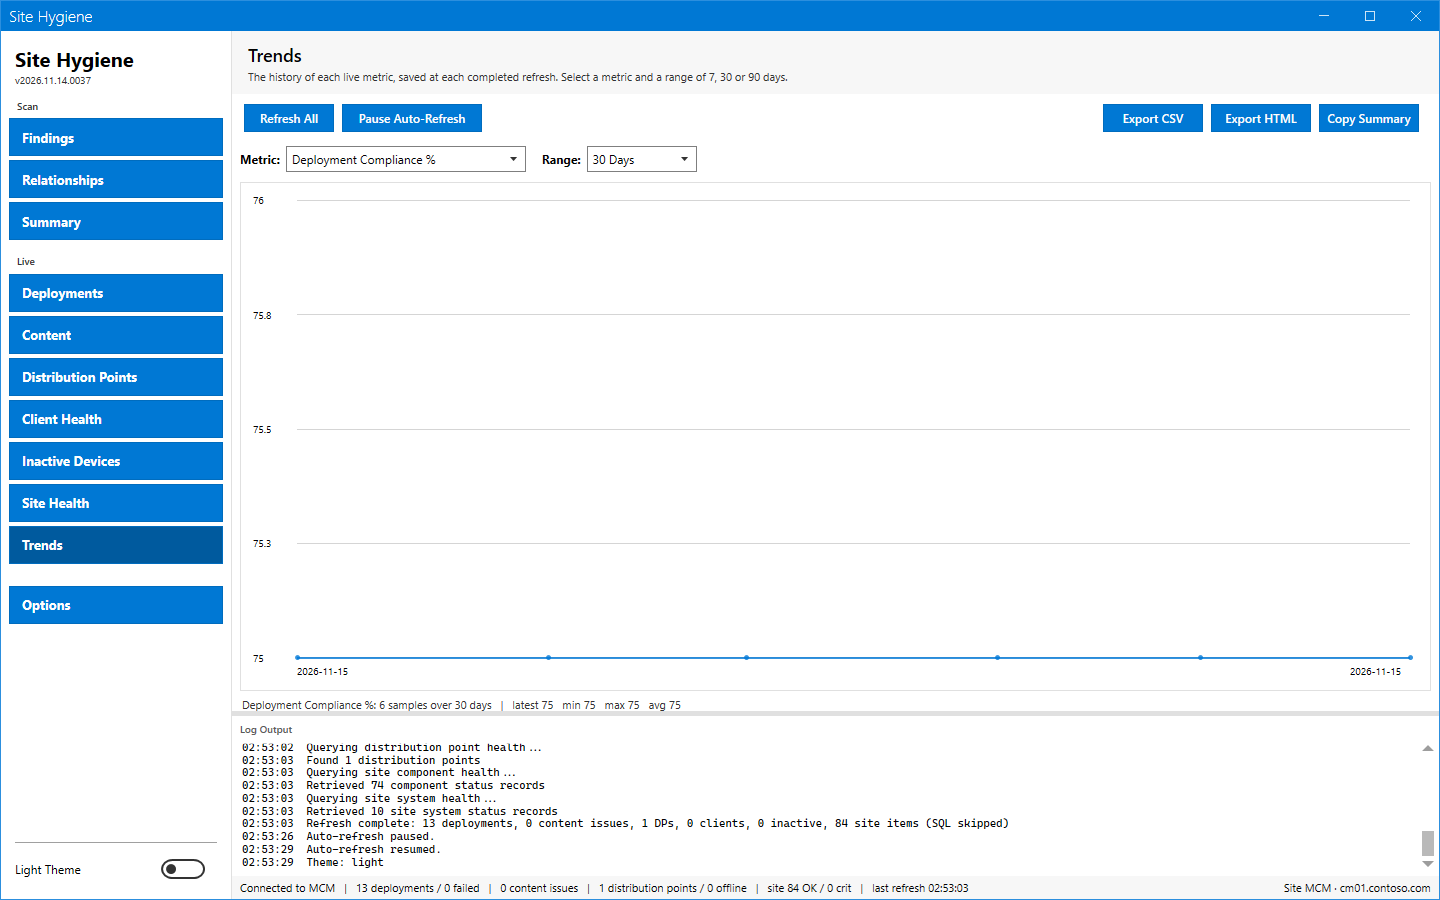 Site Hygiene
Site Hygiene
v2026.11.14.0037
Scan
Findings
Relationships
Summary
Live
Deployments
Content
Distribution Points
Client Health
Inactive Devices
Site Health
Trends
Options
Light Theme
Trends
The history of each live metric, saved at each completed refresh. Select a metric and a range of 7, 30 or 90 days.
Refresh All
Pause Auto-Refresh
Export CSV
Export HTML
Copy Summary
Metric: Deployment Compliance %
Range: 30 Days
76
75.8
75.5
75.3
75
2026-11-15
2026-11-15
Deployment Compliance %: 6 samples over 30 days | latest 75 min 75 max 75 avg 75
Log Output
02:53:02 Querying distribution point health...
02:53:03 Found 1 distribution points
02:53:03 Querying site component health...
02:53:03 Retrieved 74 component status records
02:53:03 Querying site system health...
02:53:03 Retrieved 10 site system status records
02:53:03 Refresh complete: 13 deployments, 0 content issues, 1 DPs, 0 clients, 0 inactive, 84 site items (SQL skipped)
02:53:26 Auto-refresh paused.
02:53:29 Auto-refresh resumed.
02:53:29 Theme: light
Connected to MCM | 13 deployments / 0 failed | 0 content issues | 1 distribution points / 0 offline | site 84 OK / 0 crit | last refresh 02:53:03
Site MCM · cm01.contoso.com